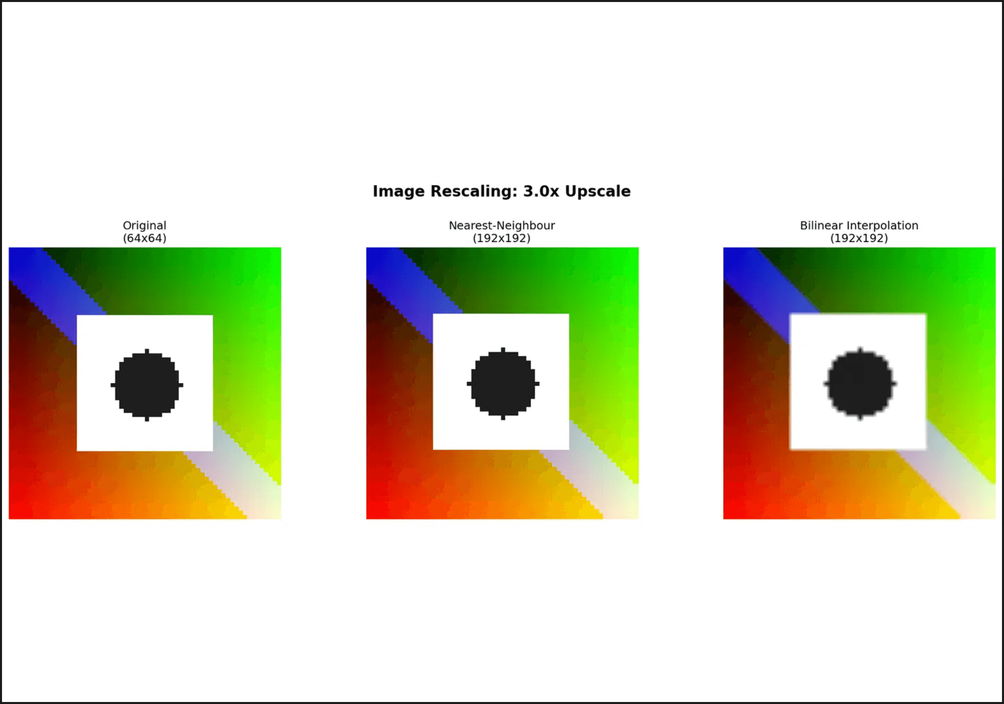 Image Rescaling: 3.0x Upscale
Original
(64x64)
Nearest-Neighbour
(192x192)
Bilinear Interpolation
(192x192)